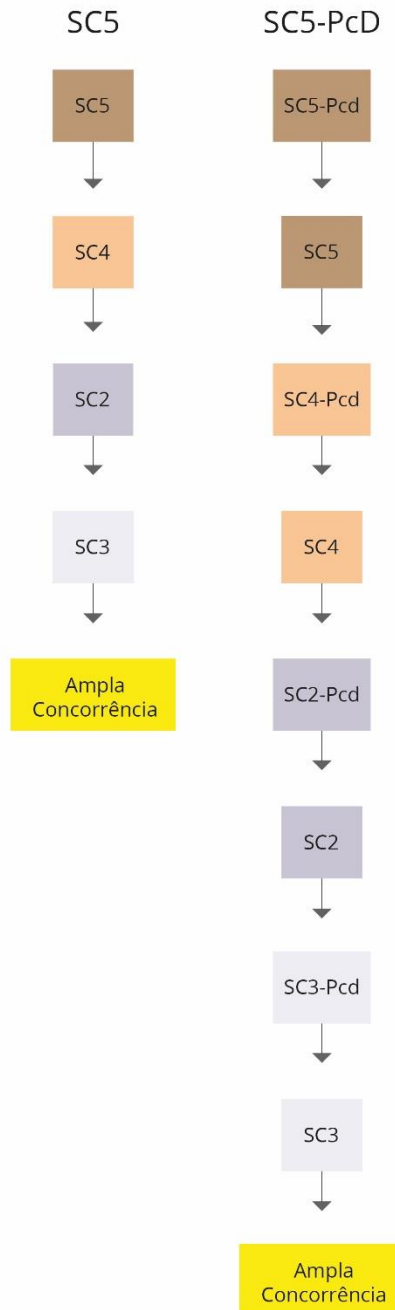 SC5
SC5
SC4
SC2
SC3
Ampla
Concorrência
SC5-PcD
SC5-Pcd
SC5
SC4-Pcd
SC4
SC2-Pcd
SC2
SC3-Pcd
SC3
Ampla
Concorrência